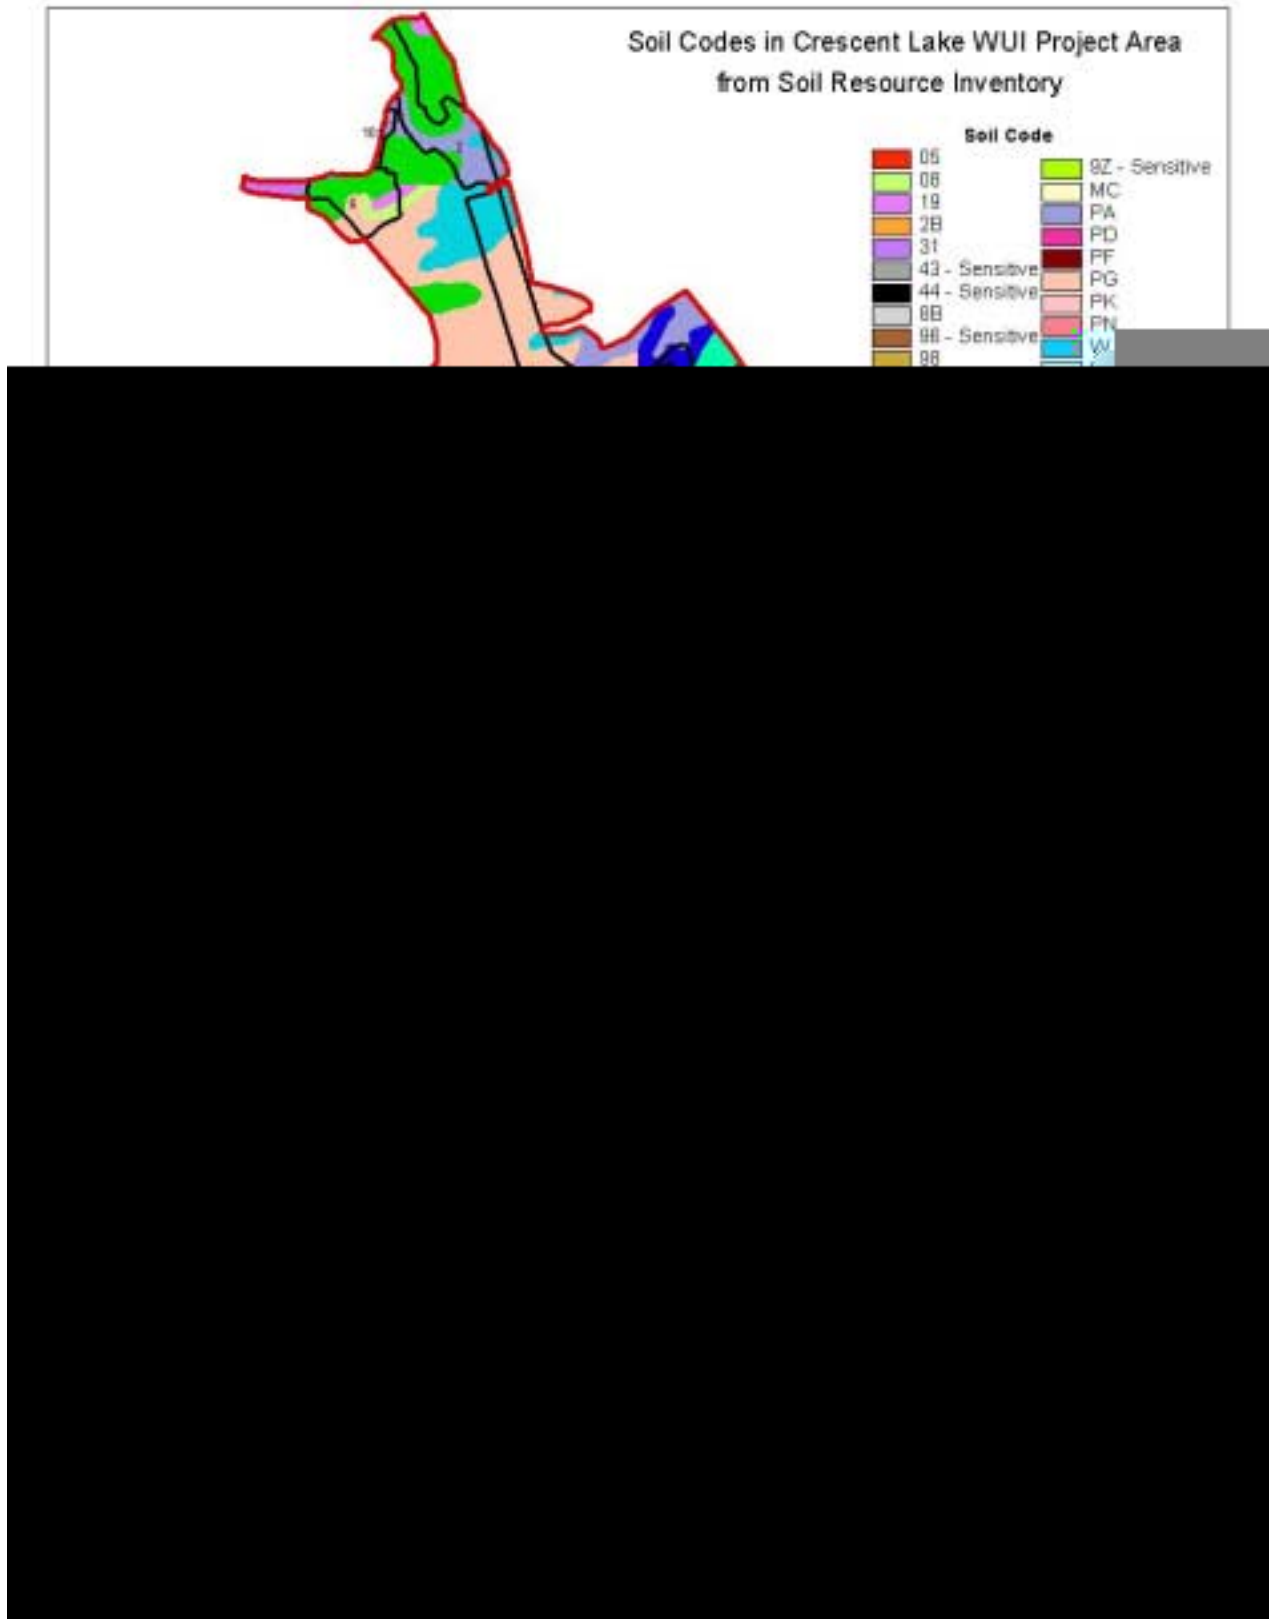 Soil Codes in Crescent Lake WUI Project Area
from Soil Resource Inventory
Soil Code
05
08
19
2B
31
43 - Sensitive
44 - Sensitive
8B
96 - Sensitive
98
9Z - Sensitive
MC
PA
PD
PF
PG
PK
PN
W